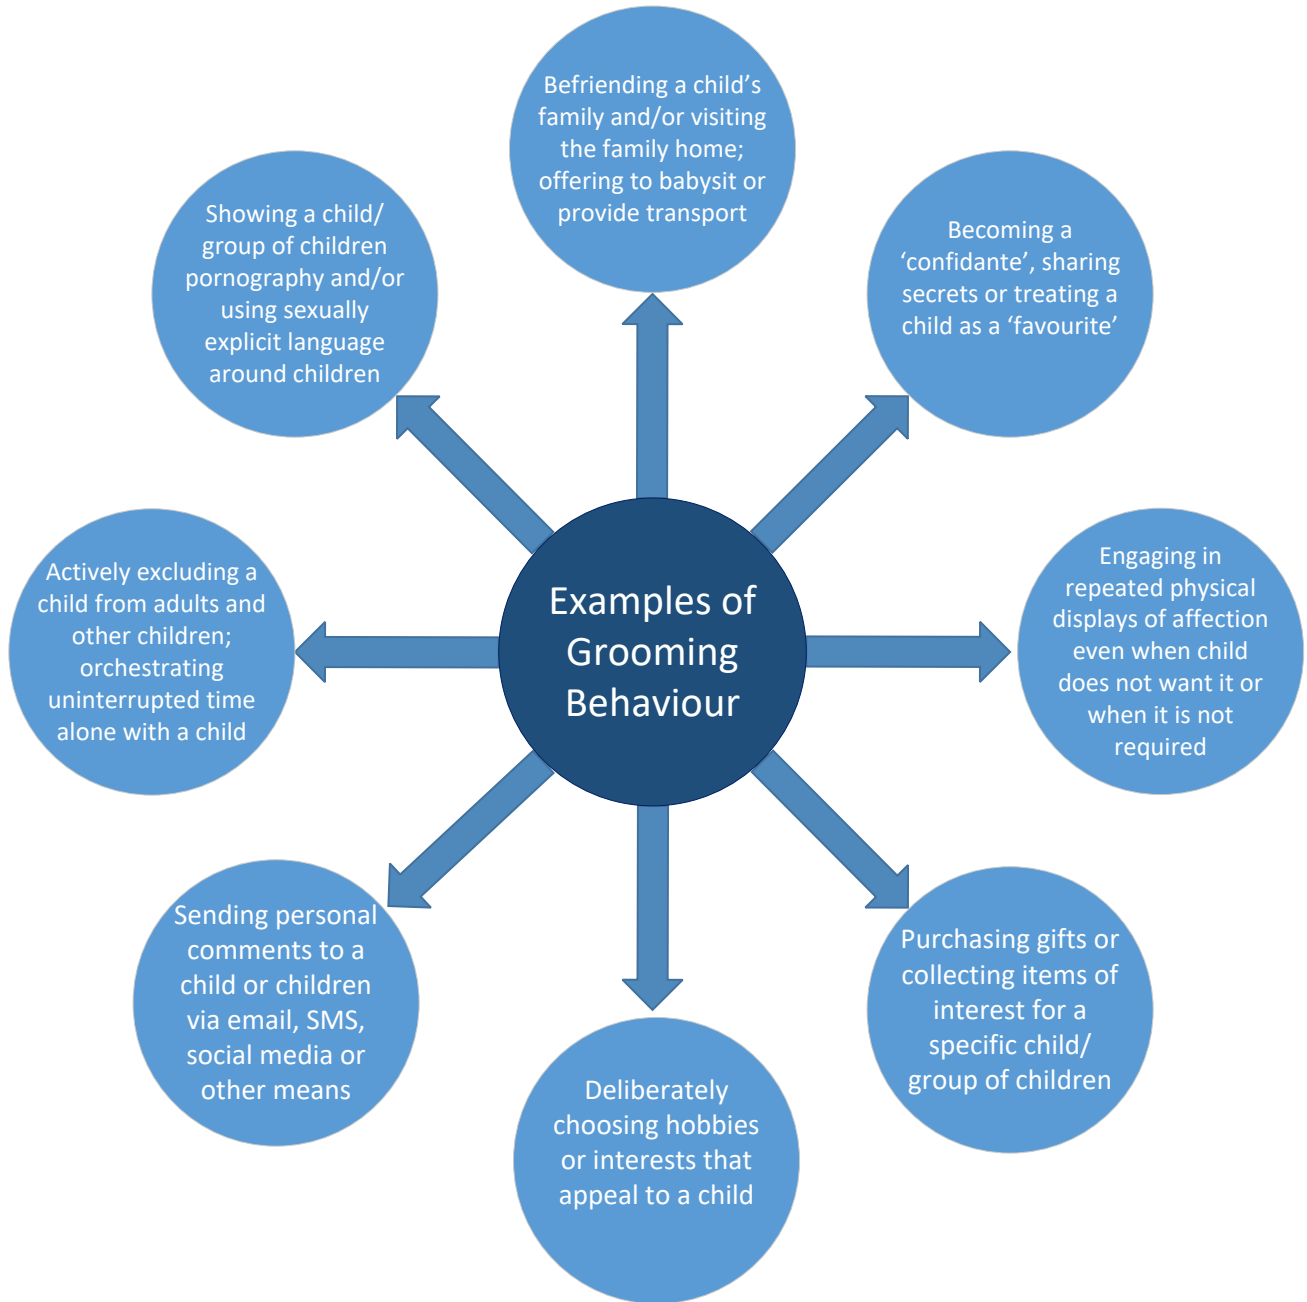 Examples of
Grooming
Behaviour
Befriending a child’s
family and/or visiting
the family home;
offering to babysit or
provide transport
Becoming a
‘confidante’, sharing
secrets or treating a
child as a ‘favourite’
Engaging in
repeated physical
displays of affection
even when child
does not want it or
when it is not
required
Purchasing gifts or
collecting items of
interest for a
specific child/
group of children
Deliberately
choosing hobbies
or interests that
appeal to a child
Sending personal
comments to a
child or children
via email, SMS,
social media or
other means
Actively excluding a
child from adults and
other children;
orchestrating
uninterrupted time
alone with a child
Showing a child/
group of children
pornography and/or
using sexually
explicit language
around children